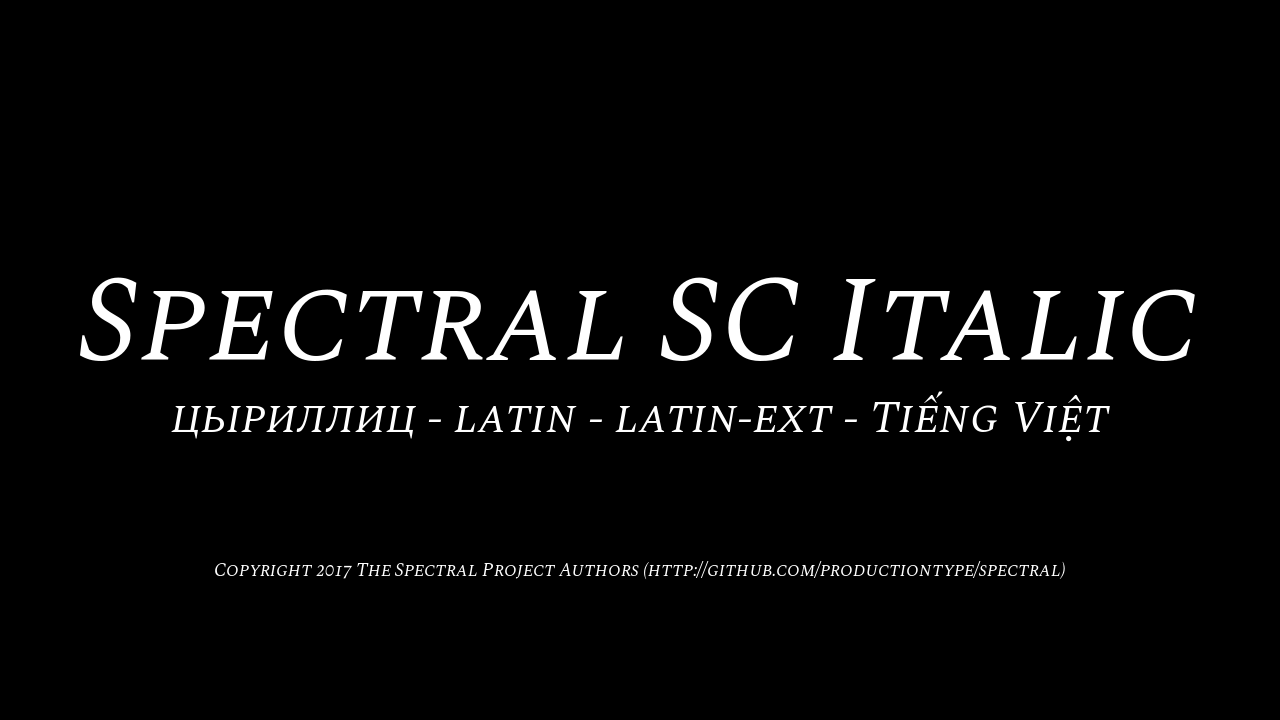 Spectral SC Italic
цыриллиц - latin - latin-ext - Tiếng Việt
Copyright 2017 The Spectral Project Authors (http://github.com/productiontype/spectral)